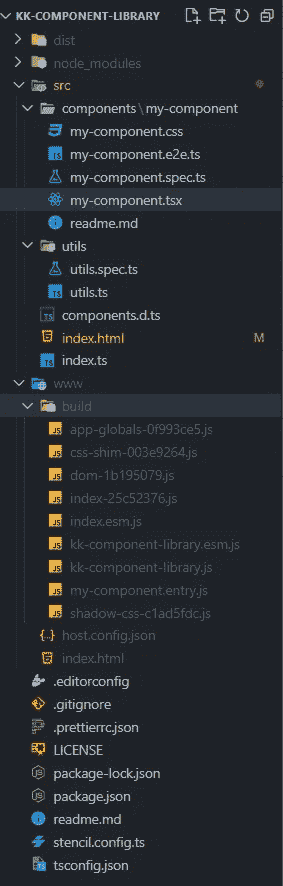 KK-COMPONENT-LIBRARY
dist
node_modules
src
components\my-component
my-component.css
my-component.e2e.ts
my-component.spec.ts
my-component.tsx
readme.md
utils
utils.spec.ts
utils.ts
components.d.ts
index.html M
index.ts
www
build
app-globals-0f993ce5.js
css-shim-003e9264.js
dom-1b195079.js
index-25c52376.js
index.esm.js
kk-component-library.esm.js
kk-component-library.js
my-component.entry.js
shadow-css-c1ad5fdc.js
host.config.json
index.html
.editorconfig
.gitignore
.prettierrc.json
LICENSE
package-lock.json
package.json
readme.md
stencil.config.ts
tsconfig.json